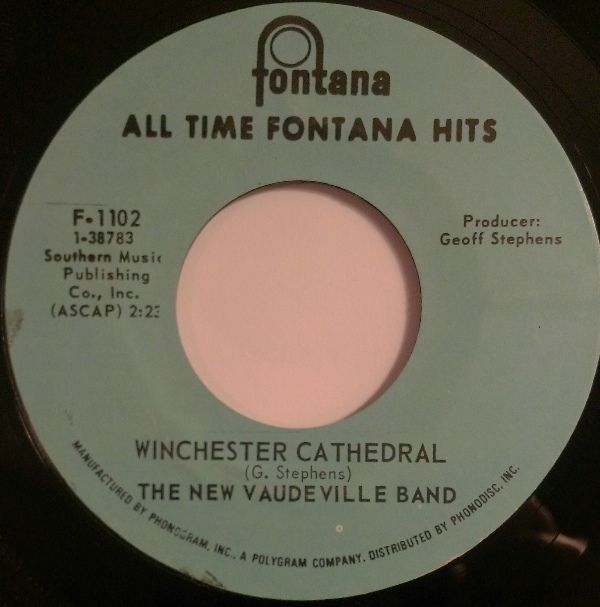 fontana
ALL TIME FONTANA HITS
F-1102
1-38783
Southern Music
Publishing
Co., Inc.
(ASCAP) 2:23
Producer:
Geoff Stephens
WINCHESTER CATHEDRAL
(G. Stephens)
THE NEW VAUDEVILLE BAND
MANUFACTURED BY PHONOGRAM, INC., A POLYGRAM COMPANY. DISTRIBUTED BY PHONODISC, INC.